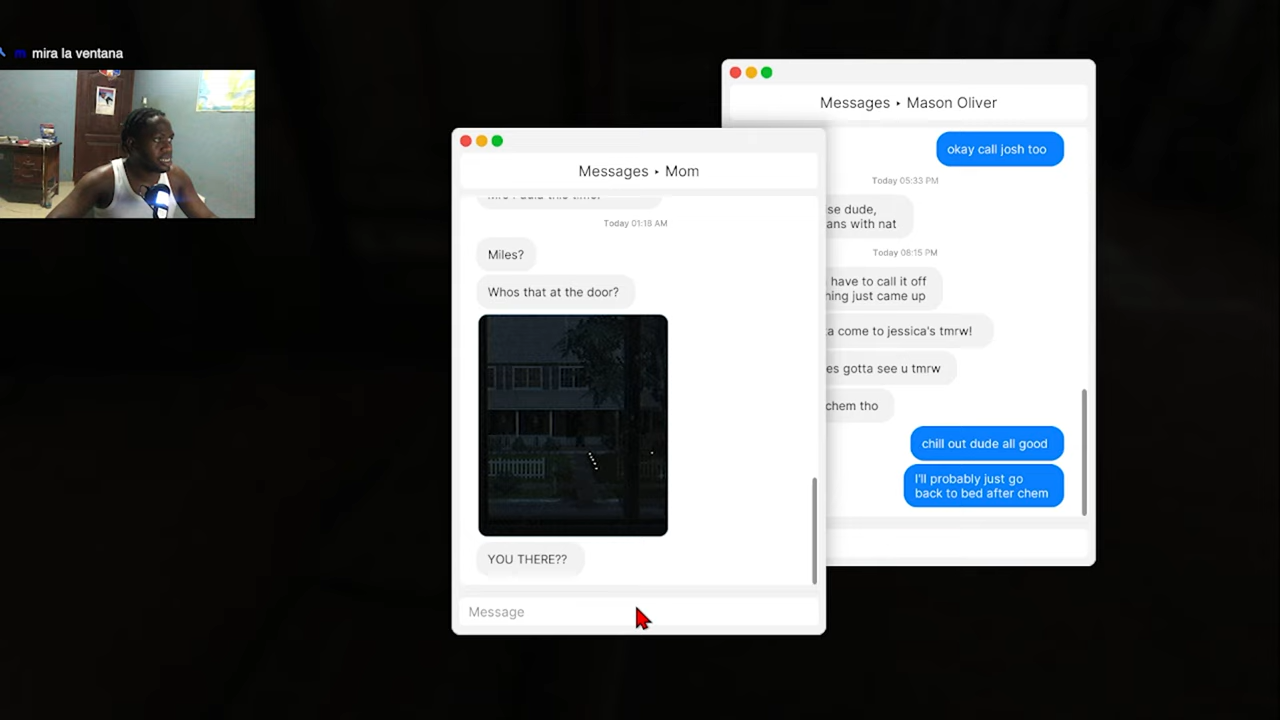 m mira la ventana
Messages ‣ Mason Oliver
okay call josh too
Today 05:33 PM
se dude,
ans with nat
Today 08:15 PM
have to call it off
ing just came up
a come to jessica's tmrw!
es gotta see u tmrw
chem tho
chill out dude all good
I'll probably just go
back to bed after chem
Messages ‣ Mom
Today 01:18 AM
Miles?
Whos that at the door?
YOU THERE??
Message